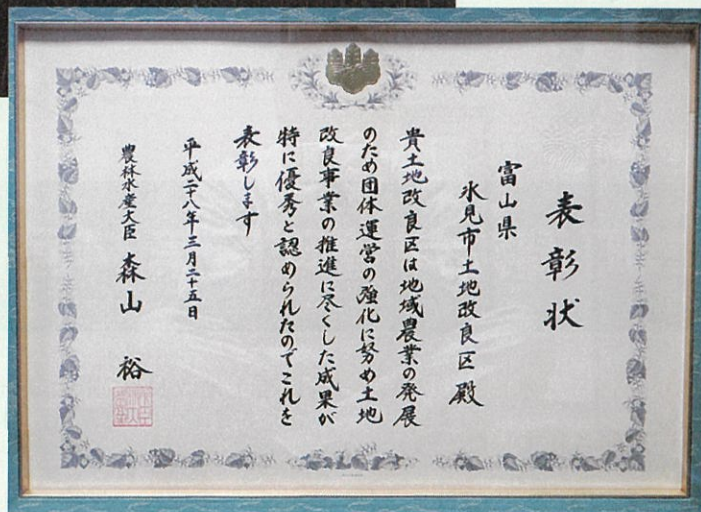 表彰状
富山県
氷見市土地改良区殿
貴土地改良区は地域農業の発展
のため団体運営の強化に努め土地
改良事業の推進に尽くした成果が
特に優秀と認められたのでこれを
表彰します
平成二十八年三月二十五日
農林水産大臣 森山 裕